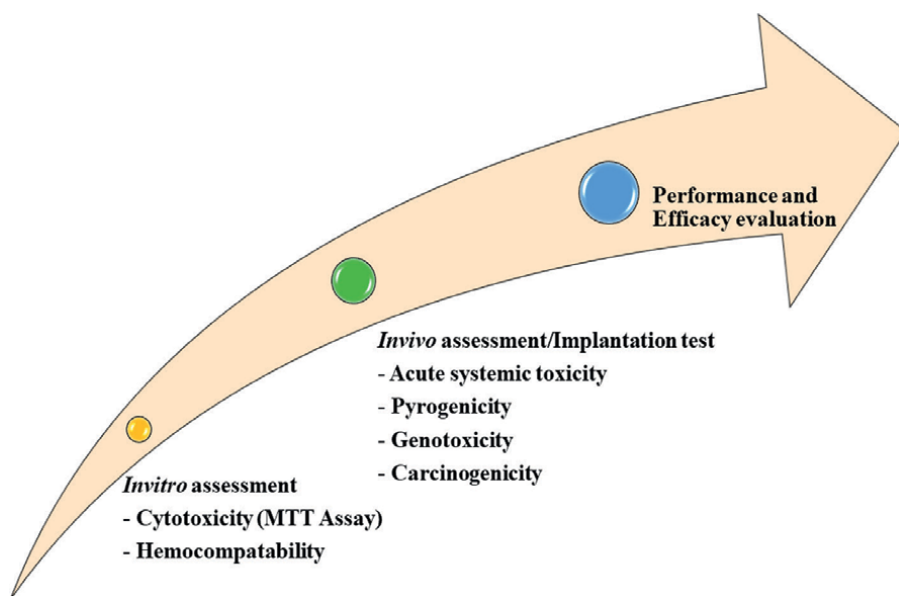 Performance and
Efficacy evaluation
Invivo assessment/Implantation test
- Acute systemic toxicity
- Pyrogenicity
- Genotoxicity
- Carcinogenicity
Invitro assessment
- Cytotoxicity (MTT Assay)
- Hemocompatability